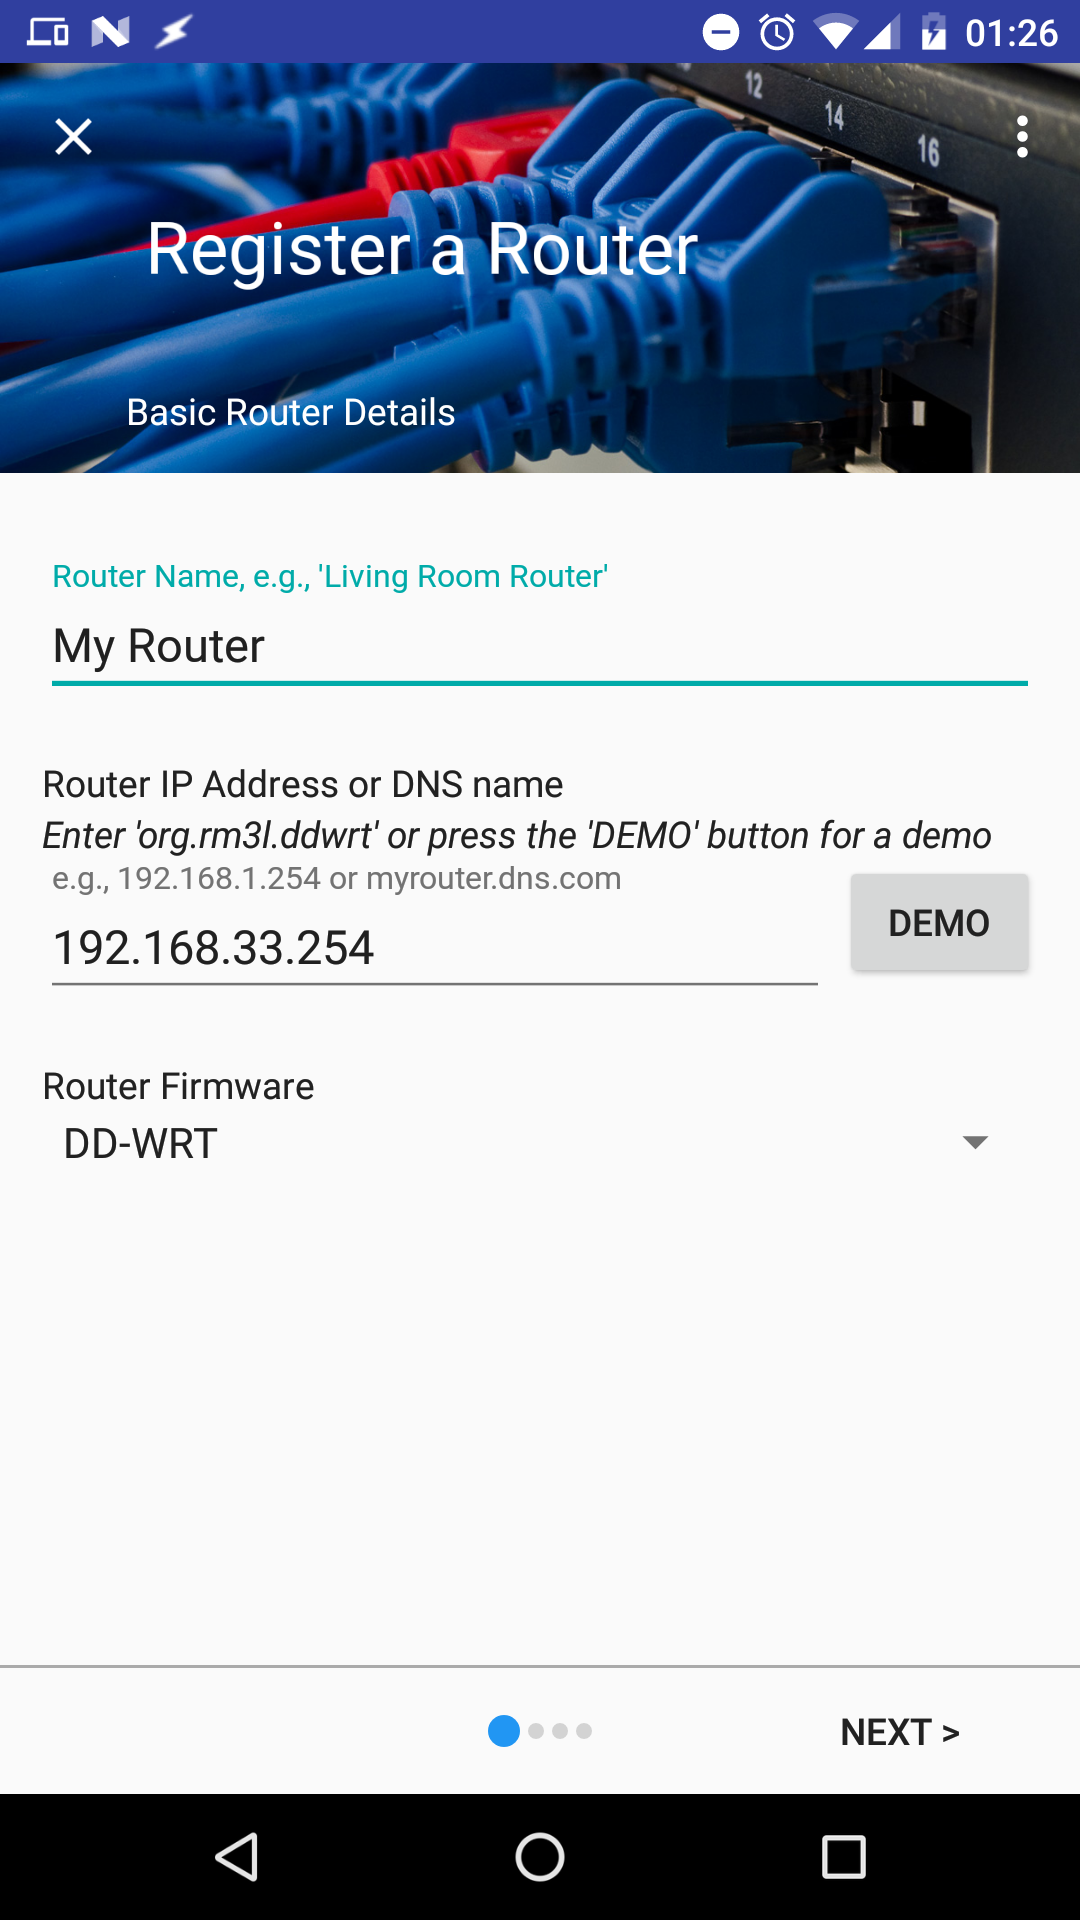 01:26
12
14
16
Register a Router
Basic Router Details
Router Name, e.g., 'Living Room Router'
My Router
Router IP Address or DNS name
Enter 'org.rm3l.ddwrt' or press the 'DEMO' button for a demo
e.g., 192.168.1.254 or myrouter.dns.com
192.168.33.254
DEMO
Router Firmware
DD-WRT
NEXT >